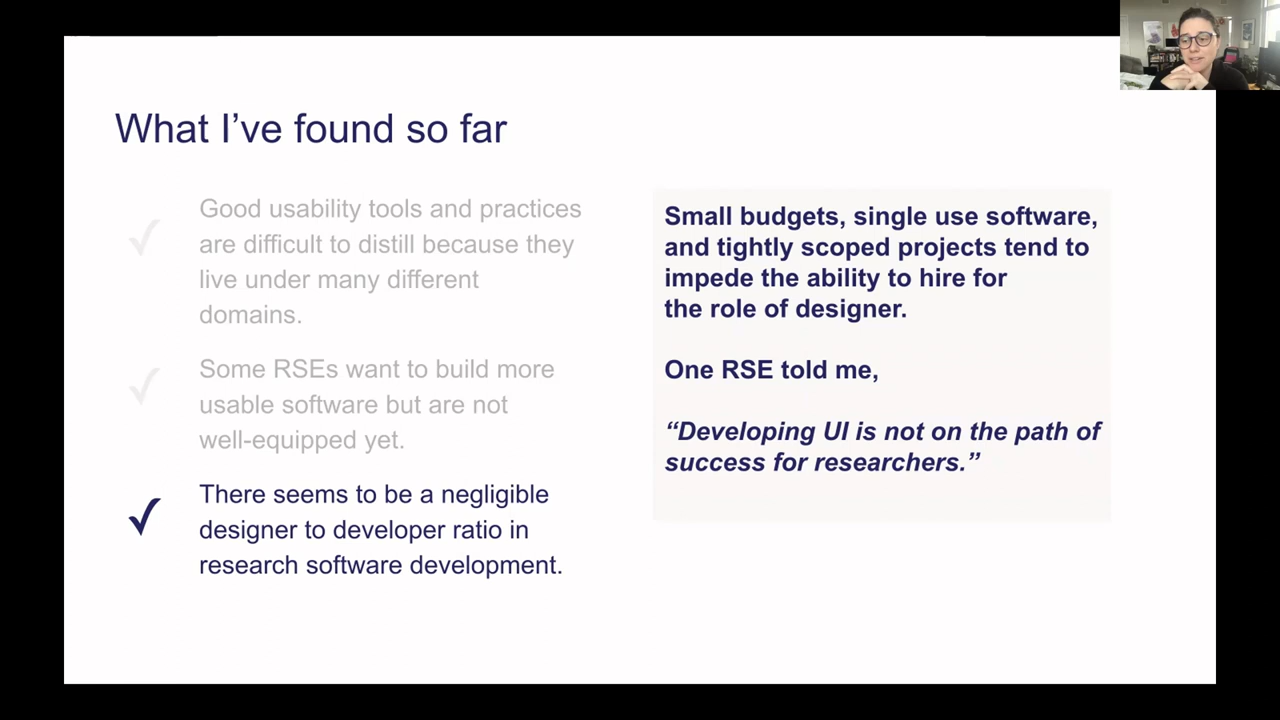 What I’ve found so far
Good usability tools and practices
are difficult to distill because they
live under many different
domains.
Some RSEs want to build more
usable software but are not
well-equipped yet.
There seems to be a negligible
designer to developer ratio in
research software development.
Small budgets, single use software,
and tightly scoped projects tend to
impede the ability to hire for
the role of designer.
One RSE told me,
“Developing UI is not on the path of
success for researchers.”